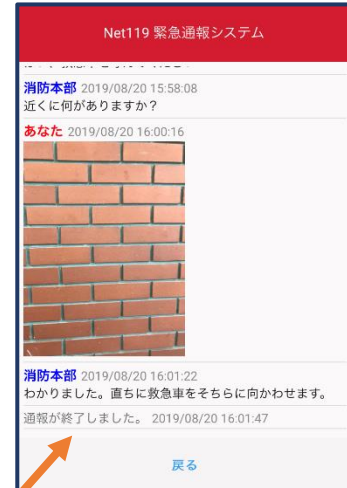 Net119 緊急通報システム
消防本部 2019/08/20 15:58:08
近くに何がありますか？
あなた 2019/08/20 16:00:16
消防本部 2019/08/20 16:01:22
わかりました。直ちに救急車をそちらに向かわせます。
通報が終了しました。 2019/08/20 16:01:47
戻る